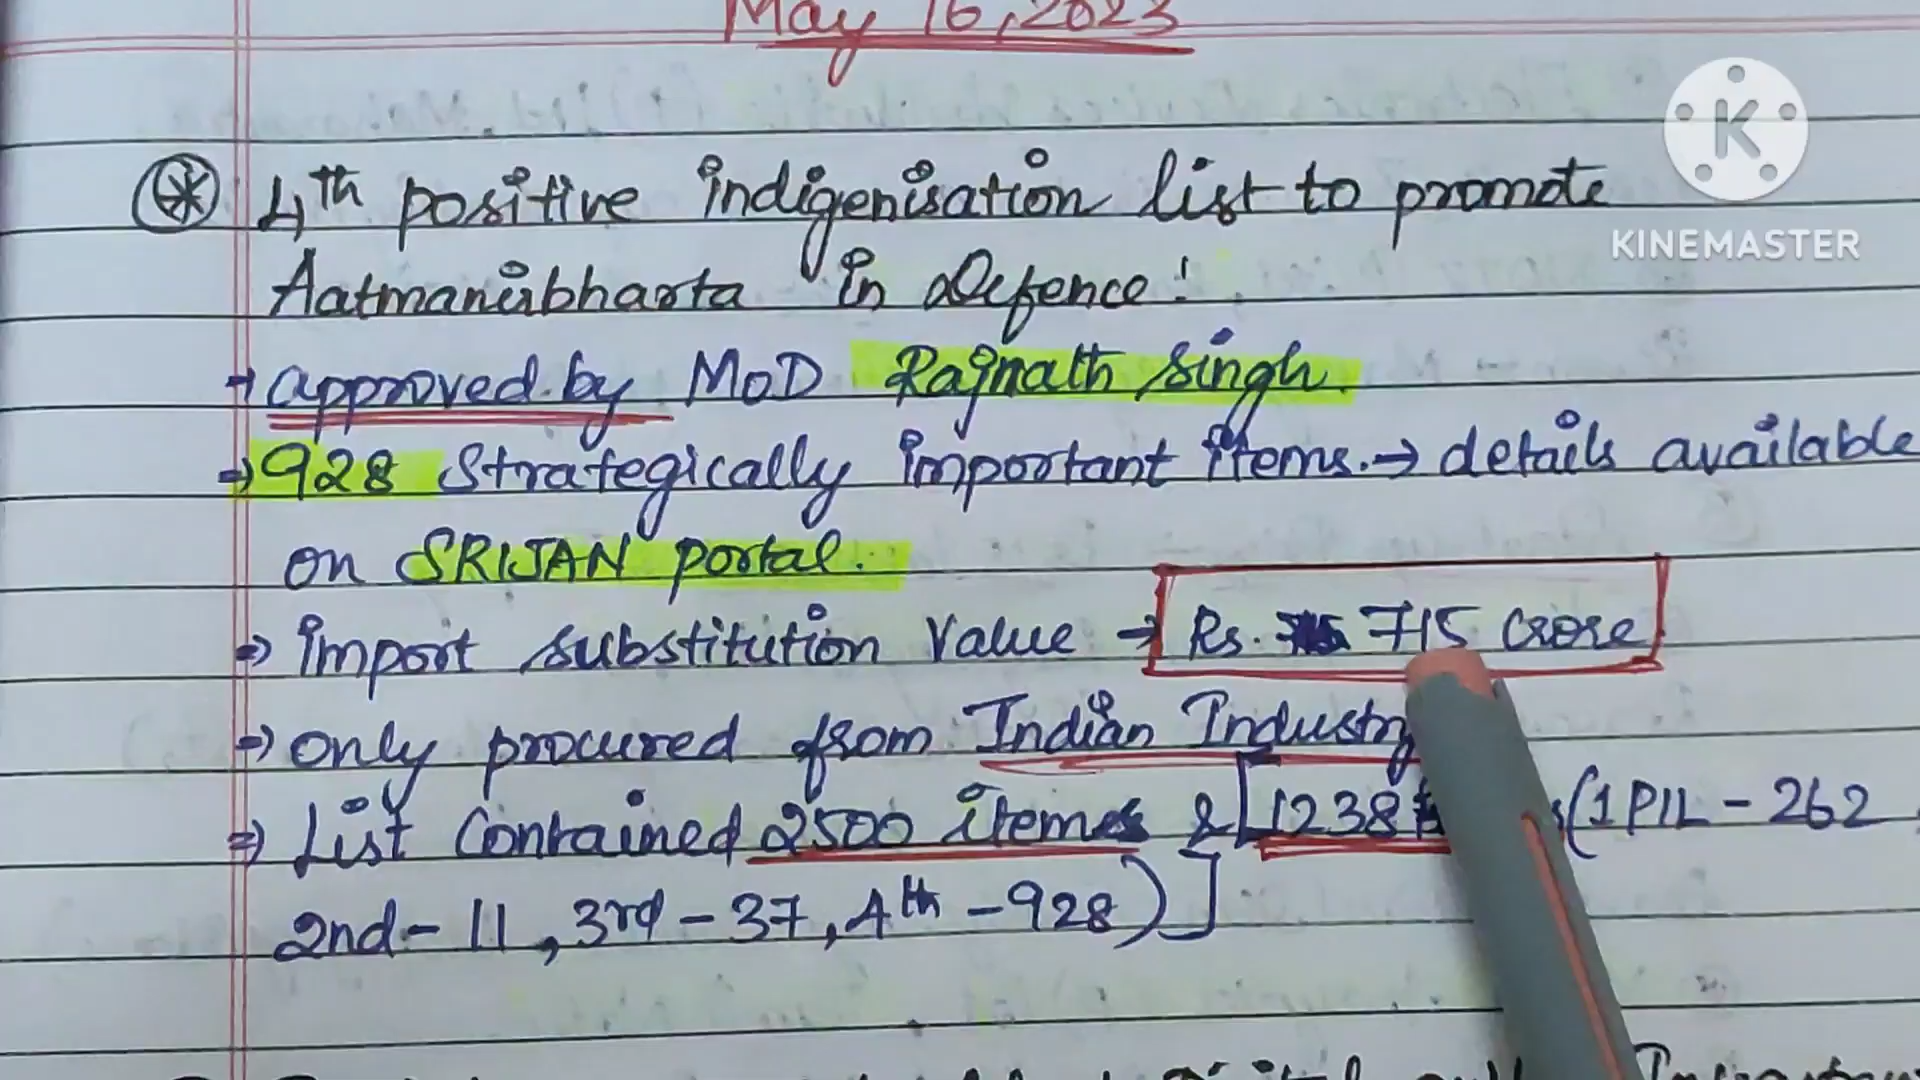 May 16, 2023
KINEMASTER
4th positive indigenisation list to promote
Aatmanirbharta in Defence:
→ approved by MoD Rajnath Singh.
⇒ 928 strategically important items. → details available
on SRIJAN portal.
⇒ import substitution value → Rs. 715 crore
⇒ only procured from Indian Industry
⇒ List contained 2500 items & [1238 (1 PIL - 262
2nd - 11, 3rd - 37, 4th - 928)]